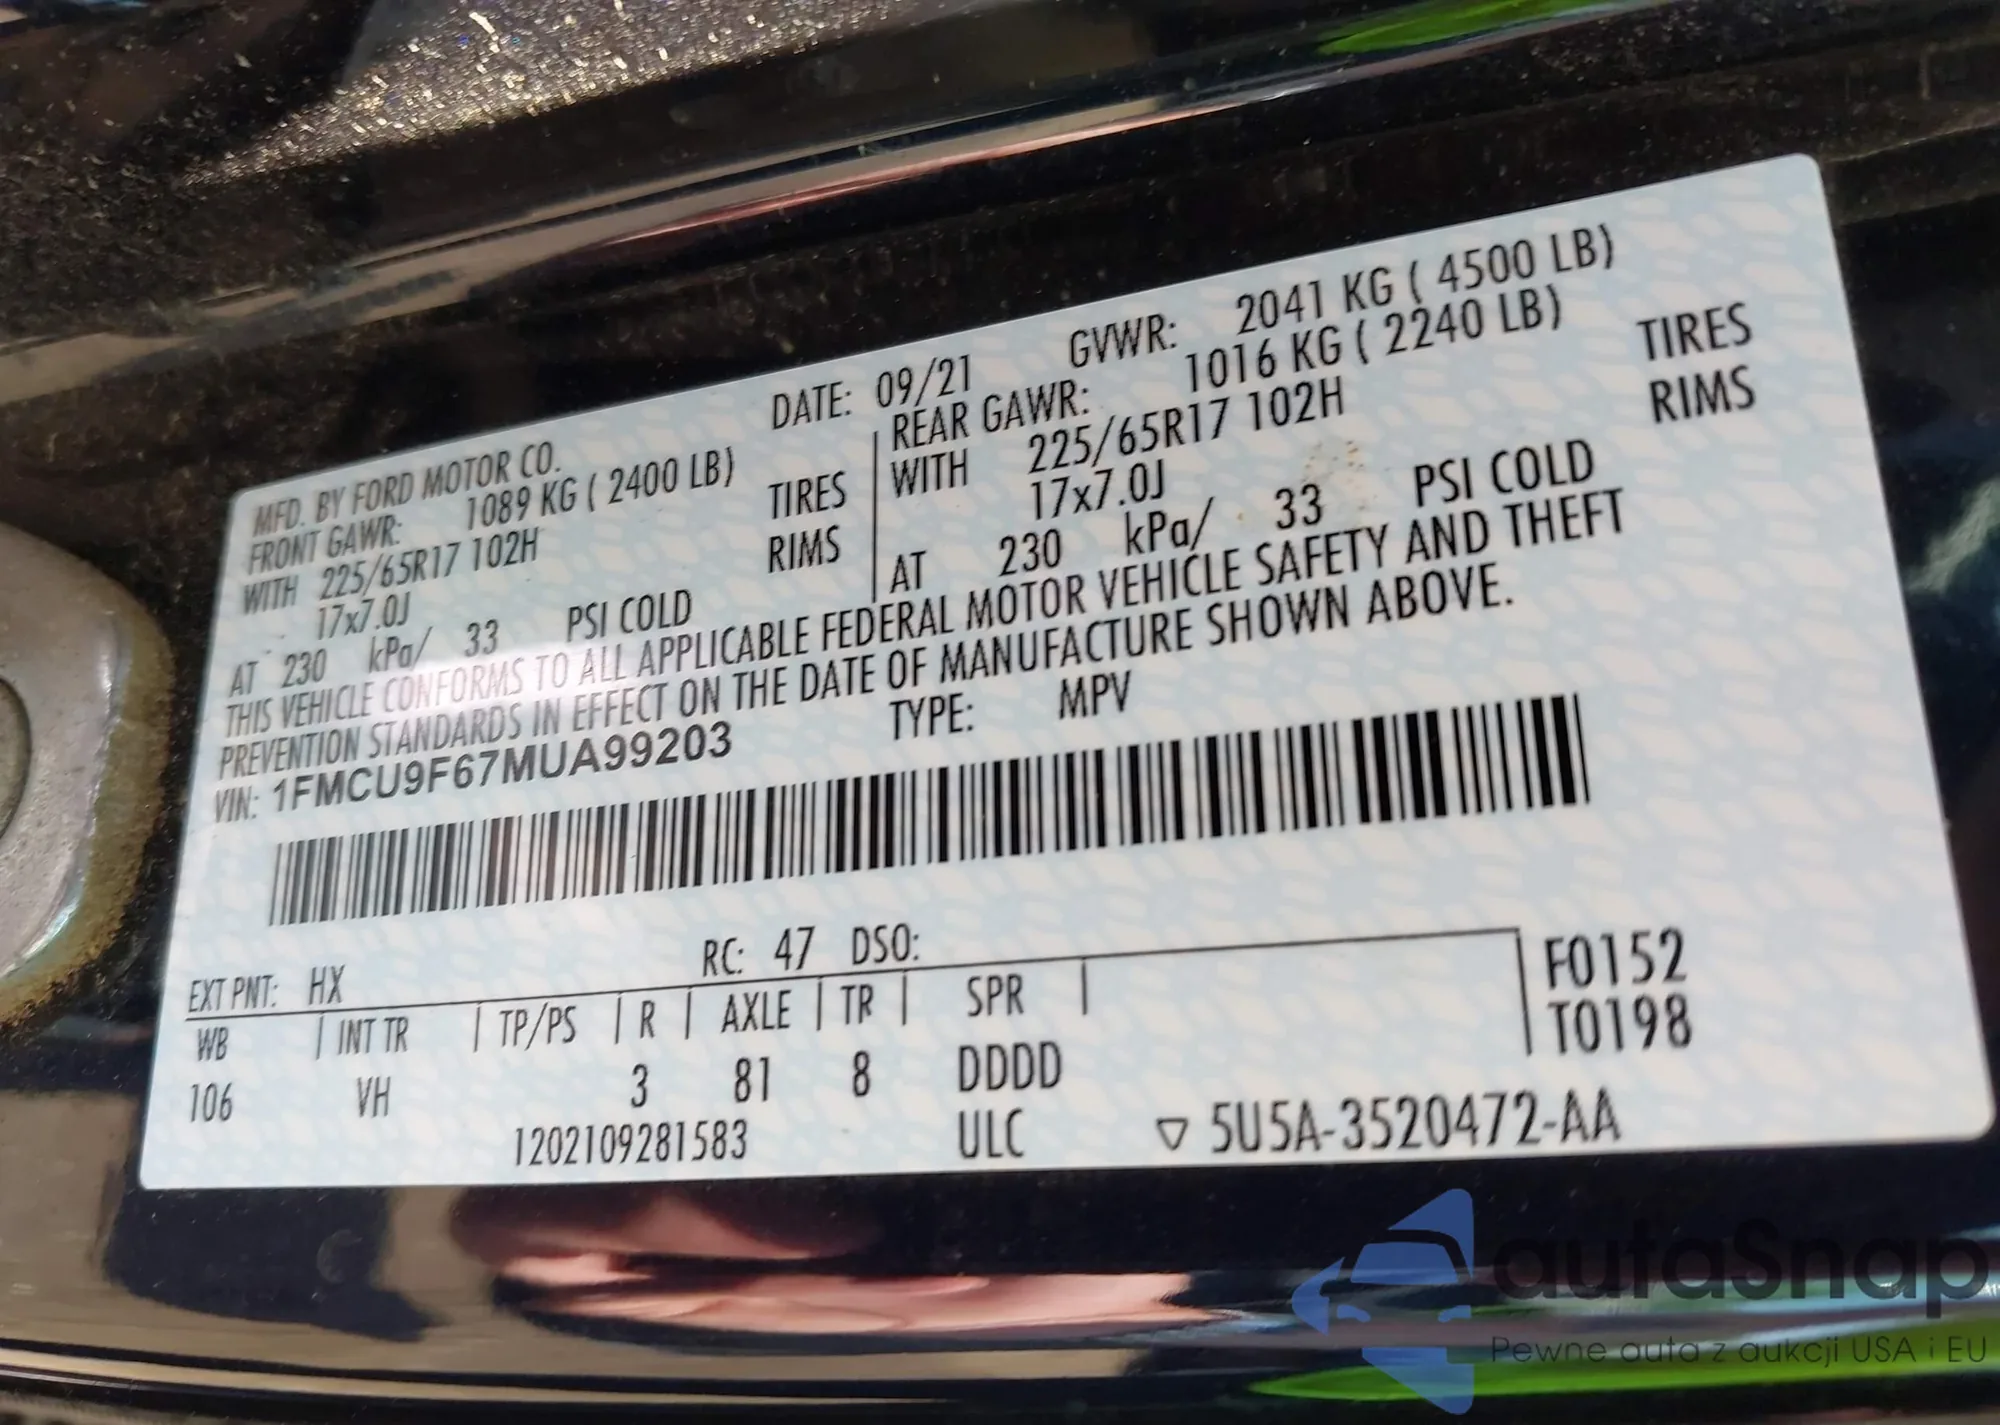 MFD. BY FORD MOTOR CO.
DATE: 09/21
GVWR: 2041 KG ( 4500 LB)
FRONT GAWR: 1089 KG ( 2400 LB)
WITH 225/65R17 102H TIRES
17x7.0J RIMS
AT 230 kPa/ 33 PSI COLD
REAR GAWR: 1016 KG ( 2240 LB)
WITH 225/65R17 102H TIRES
17x7.0J RIMS
AT 230 kPa/ 33 PSI COLD
THIS VEHICLE CONFORMS TO ALL APPLICABLE FEDERAL MOTOR VEHICLE SAFETY AND THEFT
PREVENTION STANDARDS IN EFFECT ON THE DATE OF MANUFACTURE SHOWN ABOVE.
VIN: 1FMCU9F67MUA99203 TYPE: MPV
EXT PNT: HX RC: 47 DSO: F0152
WB | INT TR | TP/PS | R | AXLE | TR | SPR | T0198
106 VH 3 81 8 DDDD
1202109281583 ULC ▽ 5U5A-3520472-AA
autaSnap
Pewne auta z aukcji USA i EU